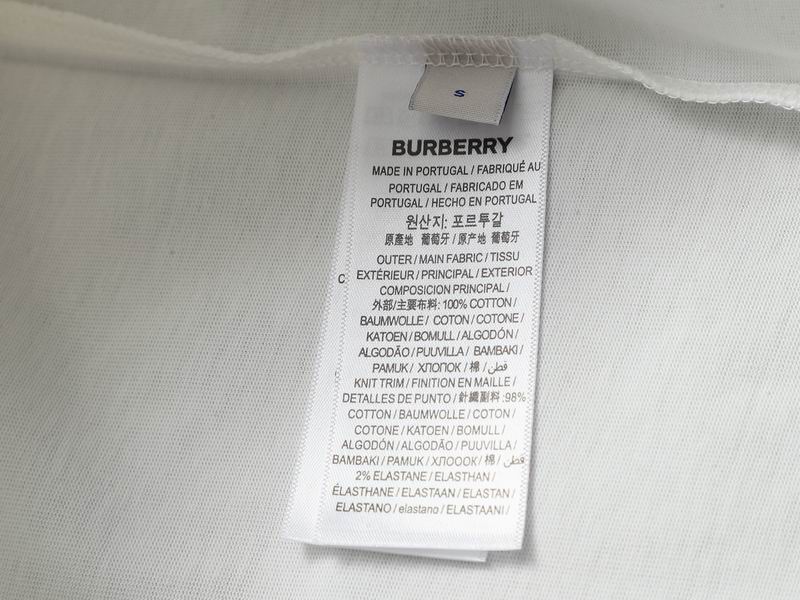 S
BURBERRY
MADE IN PORTUGAL / FABRIQUÉ AU
PORTUGAL / FABRICADO EM
PORTUGAL / HECHO EN PORTUGAL
원산지: 포르투갈
原產地 葡萄牙 / 原产地 葡萄牙
OUTER / MAIN FABRIC / TISSU
EXTÉRIEUR / PRINCIPAL / EXTERIOR
COMPOSICION PRINCIPAL /
外部/主要布料: 100% COTTON /
BAUMWOLLE / COTON / COTONE /
KATOEN / BOMULL / ALGODÓN /
ALGODÃO / PUUVILLA / BAMBAKI /
PAMUK / ХЛОПОК / 棉 / قطن
KNIT TRIM / FINITION EN MAILLE /
DETALLES DE PUNTO / 針織副料 :98%
COTTON / BAUMWOLLE / COTON /
COTONE / KATOEN / BOMULL /
ALGODÓN / ALGODÃO / PUUVILLA /
BAMBAKI / PAMUK / ХЛОООК / 棉 / قطن
2% ELASTANE / ELASTHAN /
ÉLASTHANE / ELASTAAN / ELASTAN /
ELASTANO / elastano / ELASTAANI /